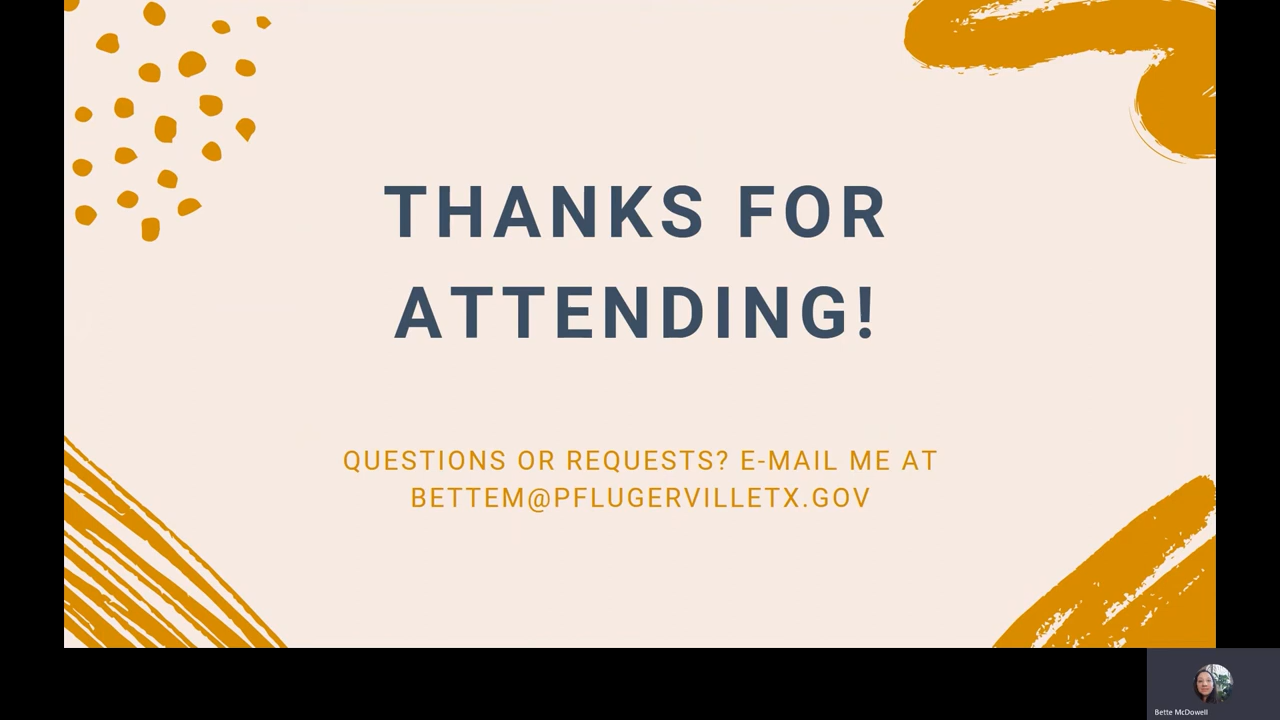 THANKS FOR
ATTENDING!
QUESTIONS OR REQUESTS? E-MAIL ME AT
BETTEM@PFLUGERVILLETX.GOV
Bette McDowell